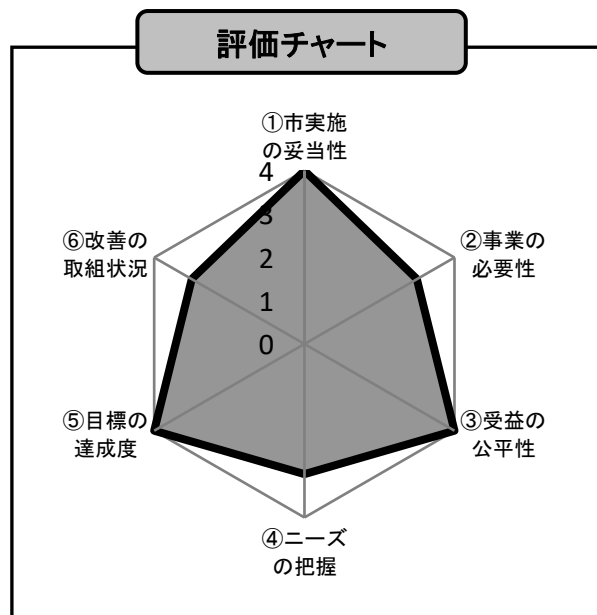 評価チャート
①市実施
の妥当性
4
3
2
1
0
②事業の
必要性
③受益の
公平性
④ニーズ
の把握
⑤目標の
達成度
⑥改善の
取組状況